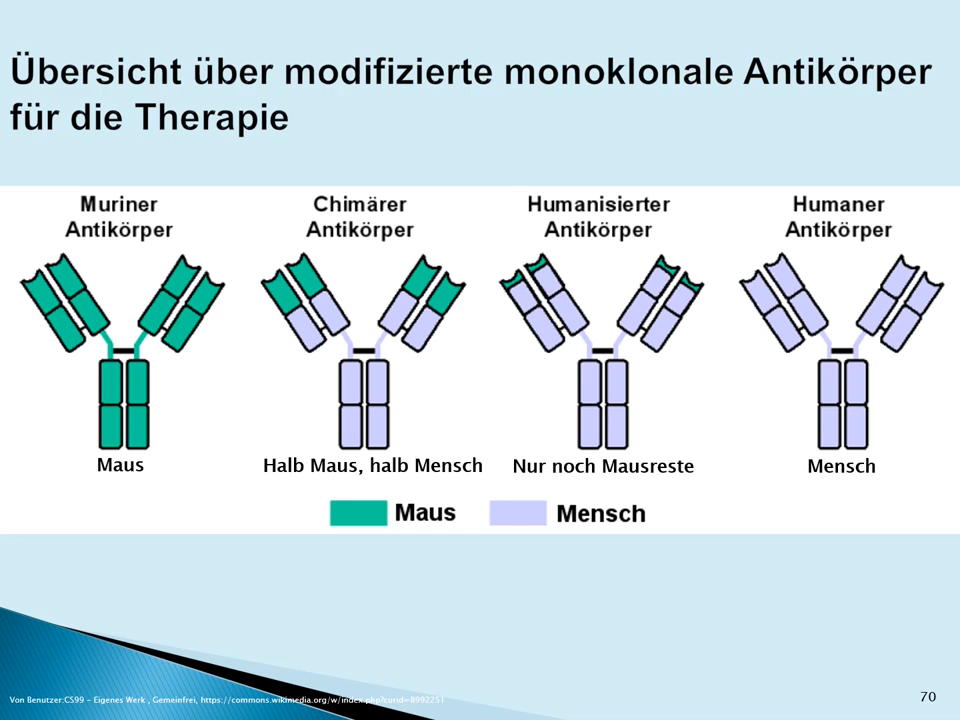 Übersicht über modifizierte monoklonale Antikörper
für die Therapie
Muriner
Antikörper
Chimärer
Antikörper
Humanisierter
Antikörper
Humaner
Antikörper
Maus
Halb Maus, halb Mensch
Nur noch Mausreste
Mensch
Maus
Mensch
Von Benutzer:CS99 - Eigenes Werk , Gemeinfrei, https://commons.wikimedia.org/w/index.php?curid=8992251
70